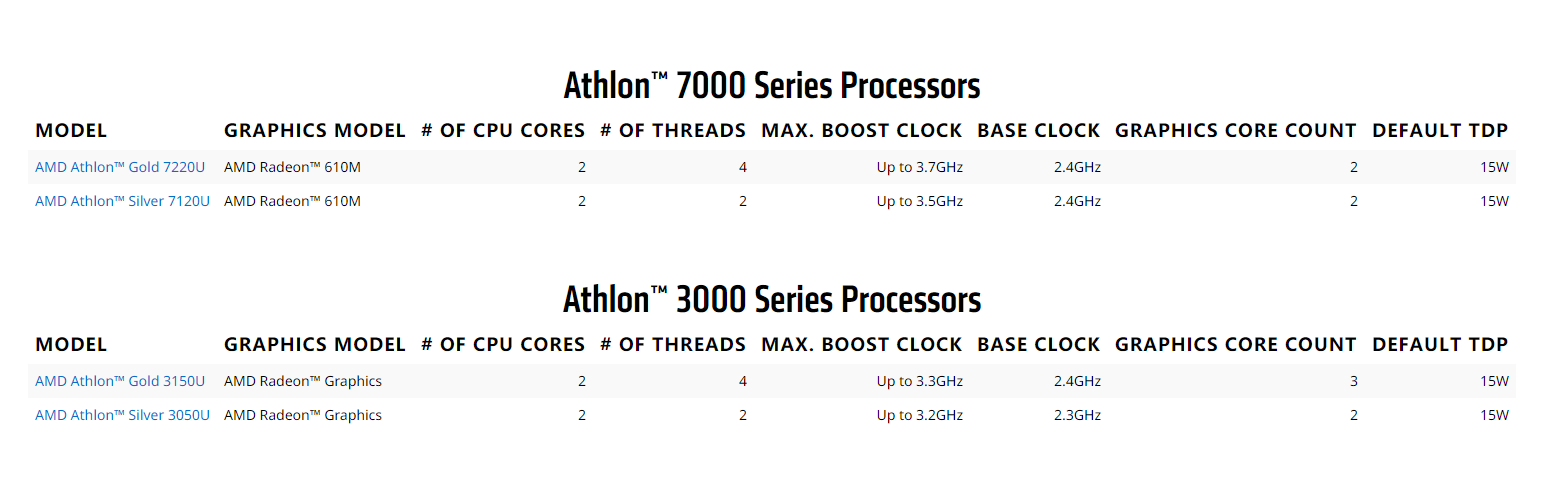 Athlon™ 7000 Series Processors
MODEL GRAPHICS MODEL # OF CPU CORES # OF THREADS MAX. BOOST CLOCK BASE CLOCK GRAPHICS CORE COUNT DEFAULT TDP
AMD Athlon™ Gold 7220U AMD Radeon™ 610M 2 4 Up to 3.7GHz 2.4GHz 2 15W
AMD Athlon™ Silver 7120U AMD Radeon™ 610M 2 2 Up to 3.5GHz 2.4GHz 2 15W
Athlon™ 3000 Series Processors
MODEL GRAPHICS MODEL # OF CPU CORES # OF THREADS MAX. BOOST CLOCK BASE CLOCK GRAPHICS CORE COUNT DEFAULT TDP
AMD Athlon™ Gold 3150U AMD Radeon™ Graphics 2 4 Up to 3.3GHz 2.4GHz 3 15W
AMD Athlon™ Silver 3050U AMD Radeon™ Graphics 2 2 Up to 3.2GHz 2.3GHz 2 15W